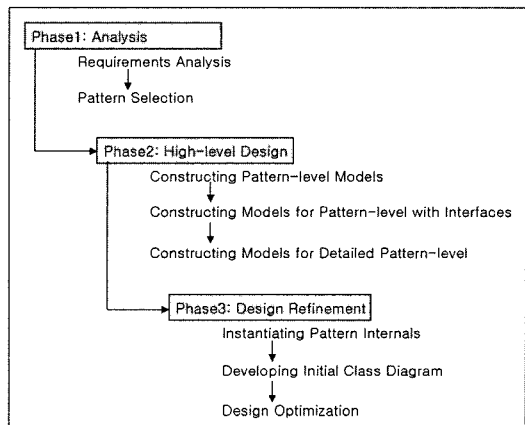 Phase1: Analysis
Requirements Analysis
Pattern Selection
Phase2: High-level Design
Constructing Pattern-level Models
Constructing Models for Pattern-level with Interfaces
Constructing Models for Detailed Pattern-level
Phase3: Design Refinement
Instantiating Pattern Internals
Developing Initial Class Diagram
Design Optimization